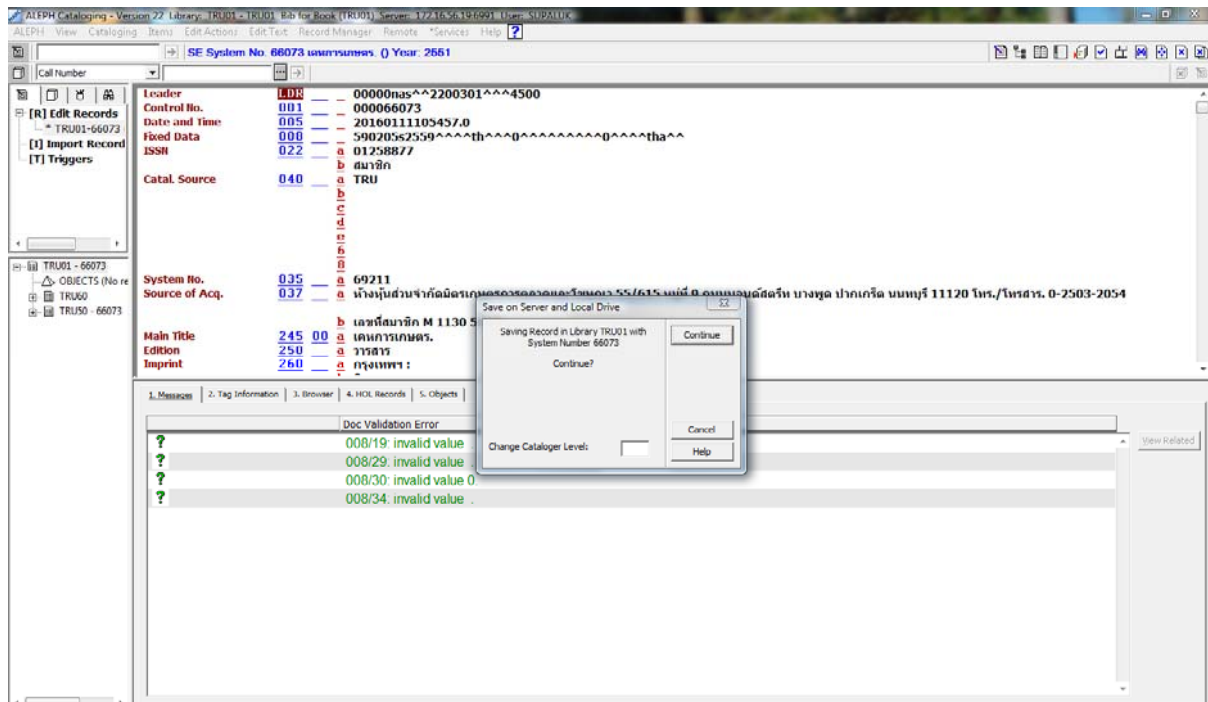 ALEPH Cataloging - Version 22 Library: TRU01 - TRU01 Bib for Book (TRU01) Server: 172.16.56.19:6991 User: SUPALUK
ALEPH View Cataloging Items Edit Actions Edit Text Record Manager Remote *Services Help ?
SE System No. 66073 เคหการเกษตร. () Year: 2551
Call Number
[R] Edit Records
* TRU01-66073
[I] Import Record
[T] Triggers
TRU01 - 66073
OBJECTS (No re
TRU60
TRU50 - 66073
Leader LDR 00000nas^^2200301^^^4500
Control No. 001 000066073
Date and Time 005 20160111105457.0
Fixed Data 008 590205s2559^^^^th^^^0^^^^^^^^^0^^^^tha^^
ISSN 022 a 01258877
b สมาชิก
Catal. Source 040 a TRU
b
c
d
e
6
8
System No. 035 a 69211
Source of Acq. 037 a ห้างหุ้นส่วนจำกัดมิตรเกษตรการตลาดและโฆษณา 55/615 หมู่ที่ 9 ถนนบอนด์สตรีท บางพูด ปากเกร็ด นนทบุรี 11120 โทร./โทรสาร. 0-2503-2054
b เลขที่สมาชิก M 1130 5
Main Title 245 00 a เคหการเกษตร.
Edition 250 a วารสาร
Imprint 260 a กรุงเทพฯ :
Save on Server and Local Drive
Saving Record in Library TRU01 with
System Number 66073
Continue?
Continue
Cancel
Change Cataloger Level:
Help
1. Messages 2. Tag Information 3. Browser 4. HOL Records 5. Objects
Doc Validation Error
? 008/19: invalid value .
? 008/29: invalid value .
? 008/30: invalid value 0.
? 008/34: invalid value .
View Related